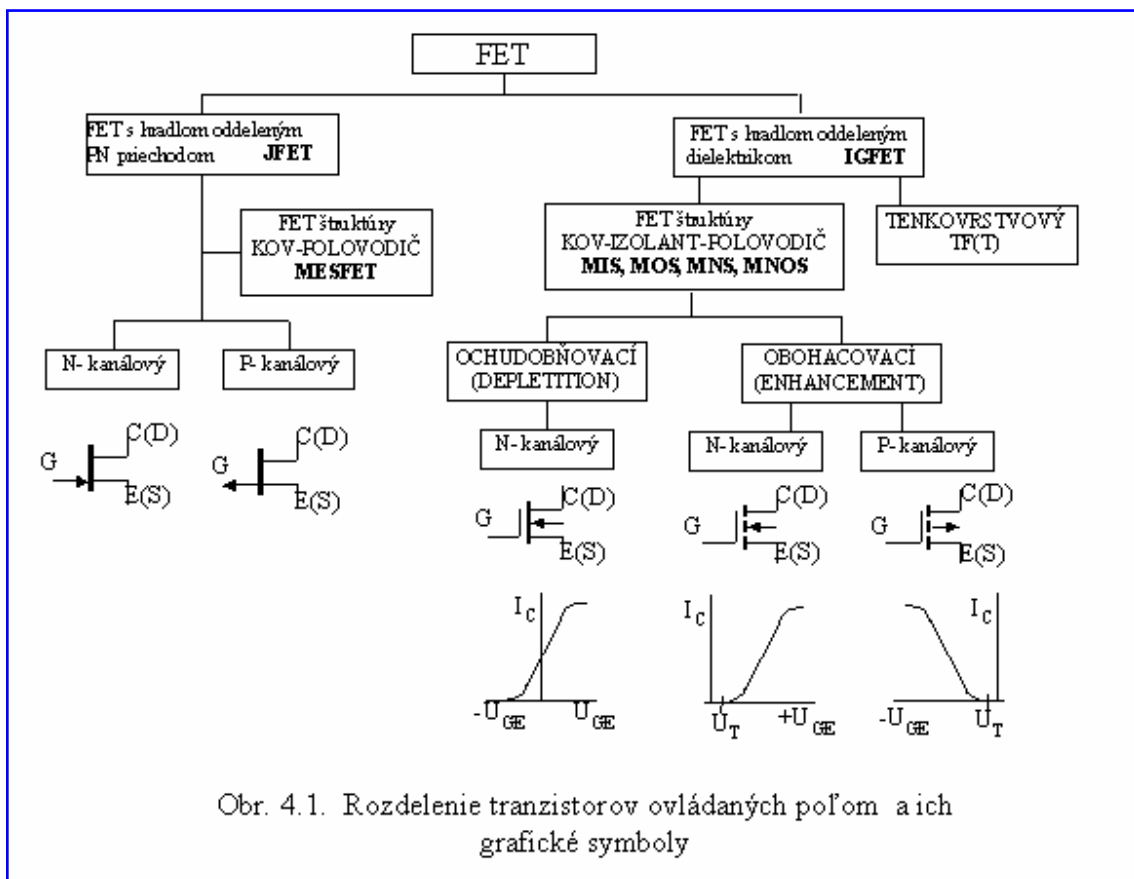 FET
FET s hradlom oddeleným
PN priechodom JFET
FET s hradlom oddeleným
dielektrikom IGFET
FET štruktúry
KOV-POLOVODIČ
MESFET
FET štruktúry
KOV-IZOLANT-POLOVODIČ
MIS, MOS, MNS, MNOS
TENKOVRSTVOVÝ
TF(T)
N- kanálový
P- kanálový
OCHUDOBŇOVACÍ
(DEPLETITION)
OBOHACOVACÍ
(ENHANCEMENT)
N- kanálový
N- kanálový
P- kanálový
G
C(D)
E(S)
G
C(D)
E(S)
G
C(D)
E(S)
G
C(D)
E(S)
G
C(D)
E(S)
I C
-U GE
U GE
I C
U T
+U GE
I C
-U GE
U T
Obr. 4.1. Rozdelenie tranzistorov ovládaných poľom a ich
grafické symboly